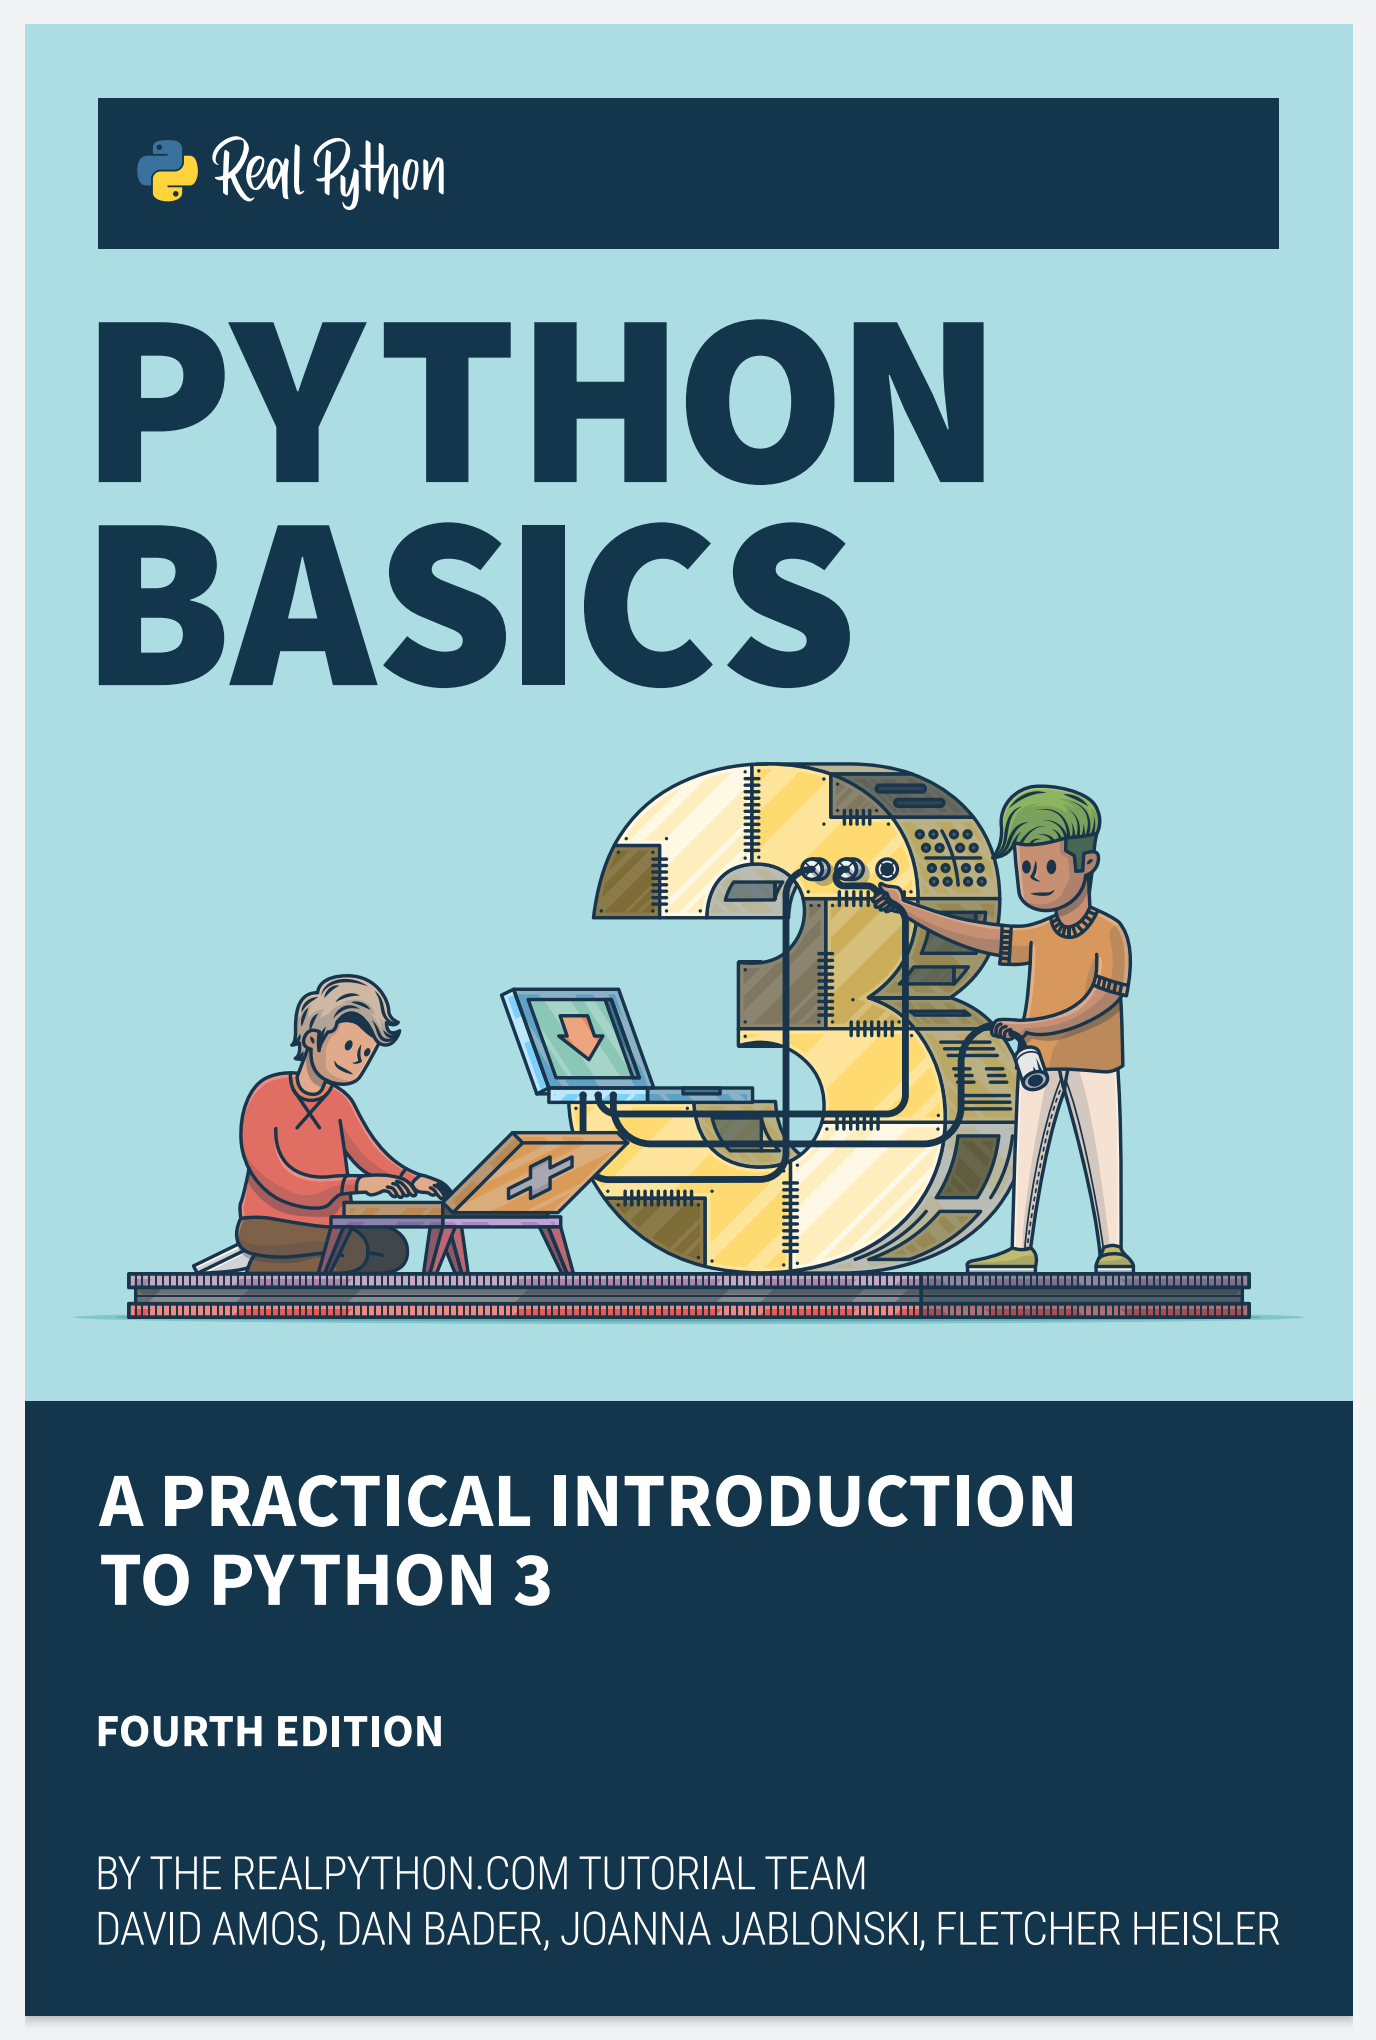 Real Python
PYTHON
BASICS
A PRACTICAL INTRODUCTION
TO PYTHON 3
FOURTH EDITION
BY THE REALPYTHON.COM TUTORIAL TEAM
DAVID AMOS, DAN BADER, JOANNA JABLONSKI, FLETCHER HEISLER